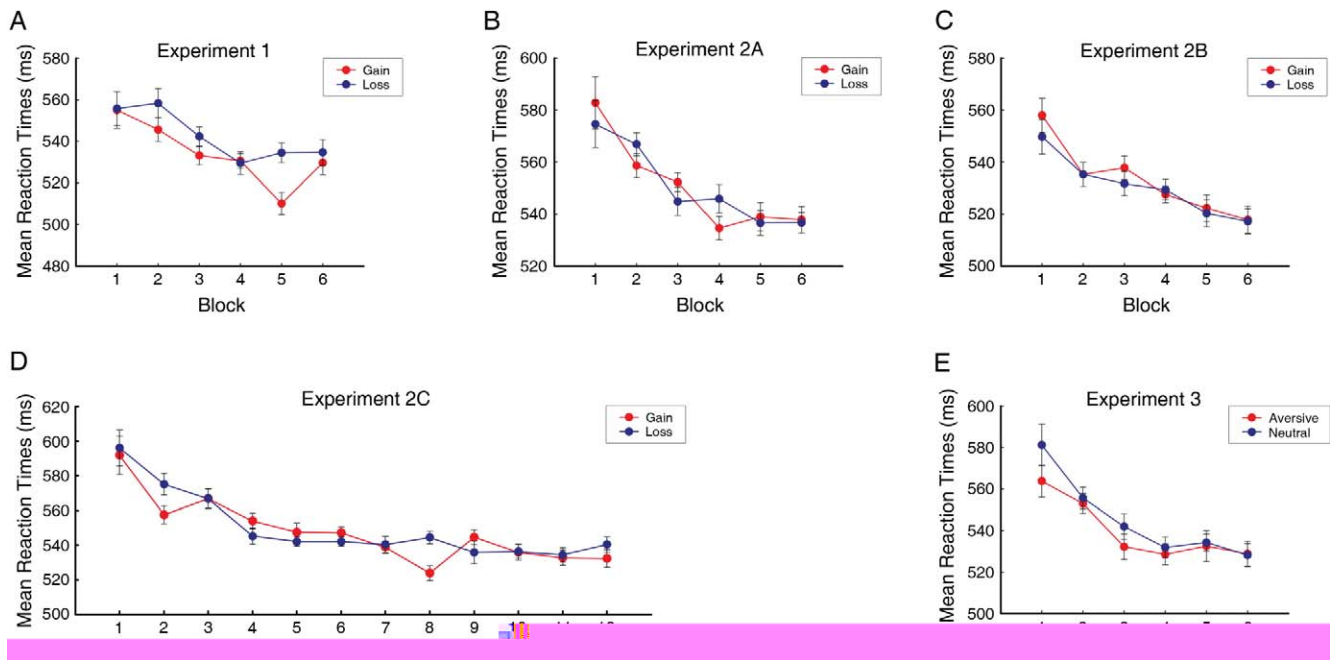 A
Experiment 1
Mean Reaction Times (ms)
580
560
540
520
500
480
1 2 3 4 5 6
Block
Gain
Loss
B
Experiment 2A
Mean Reaction Times (ms)
600
580
560
540
520
1 2 3 4 5 6
Block
Gain
Loss
C
Experiment 2B
Mean Reaction Times (ms)
580
560
540
520
500
1 2 3 4 5 6
Block
Gain
Loss
D
Experiment 2C
Mean Reaction Times (ms)
620
600
580
560
540
520
500
1 2 3 4 5 6 7 8 9
Gain
Loss
E
Experiment 3
Mean Reaction Times (ms)
600
580
560
540
520
500
Aversive
Neutral